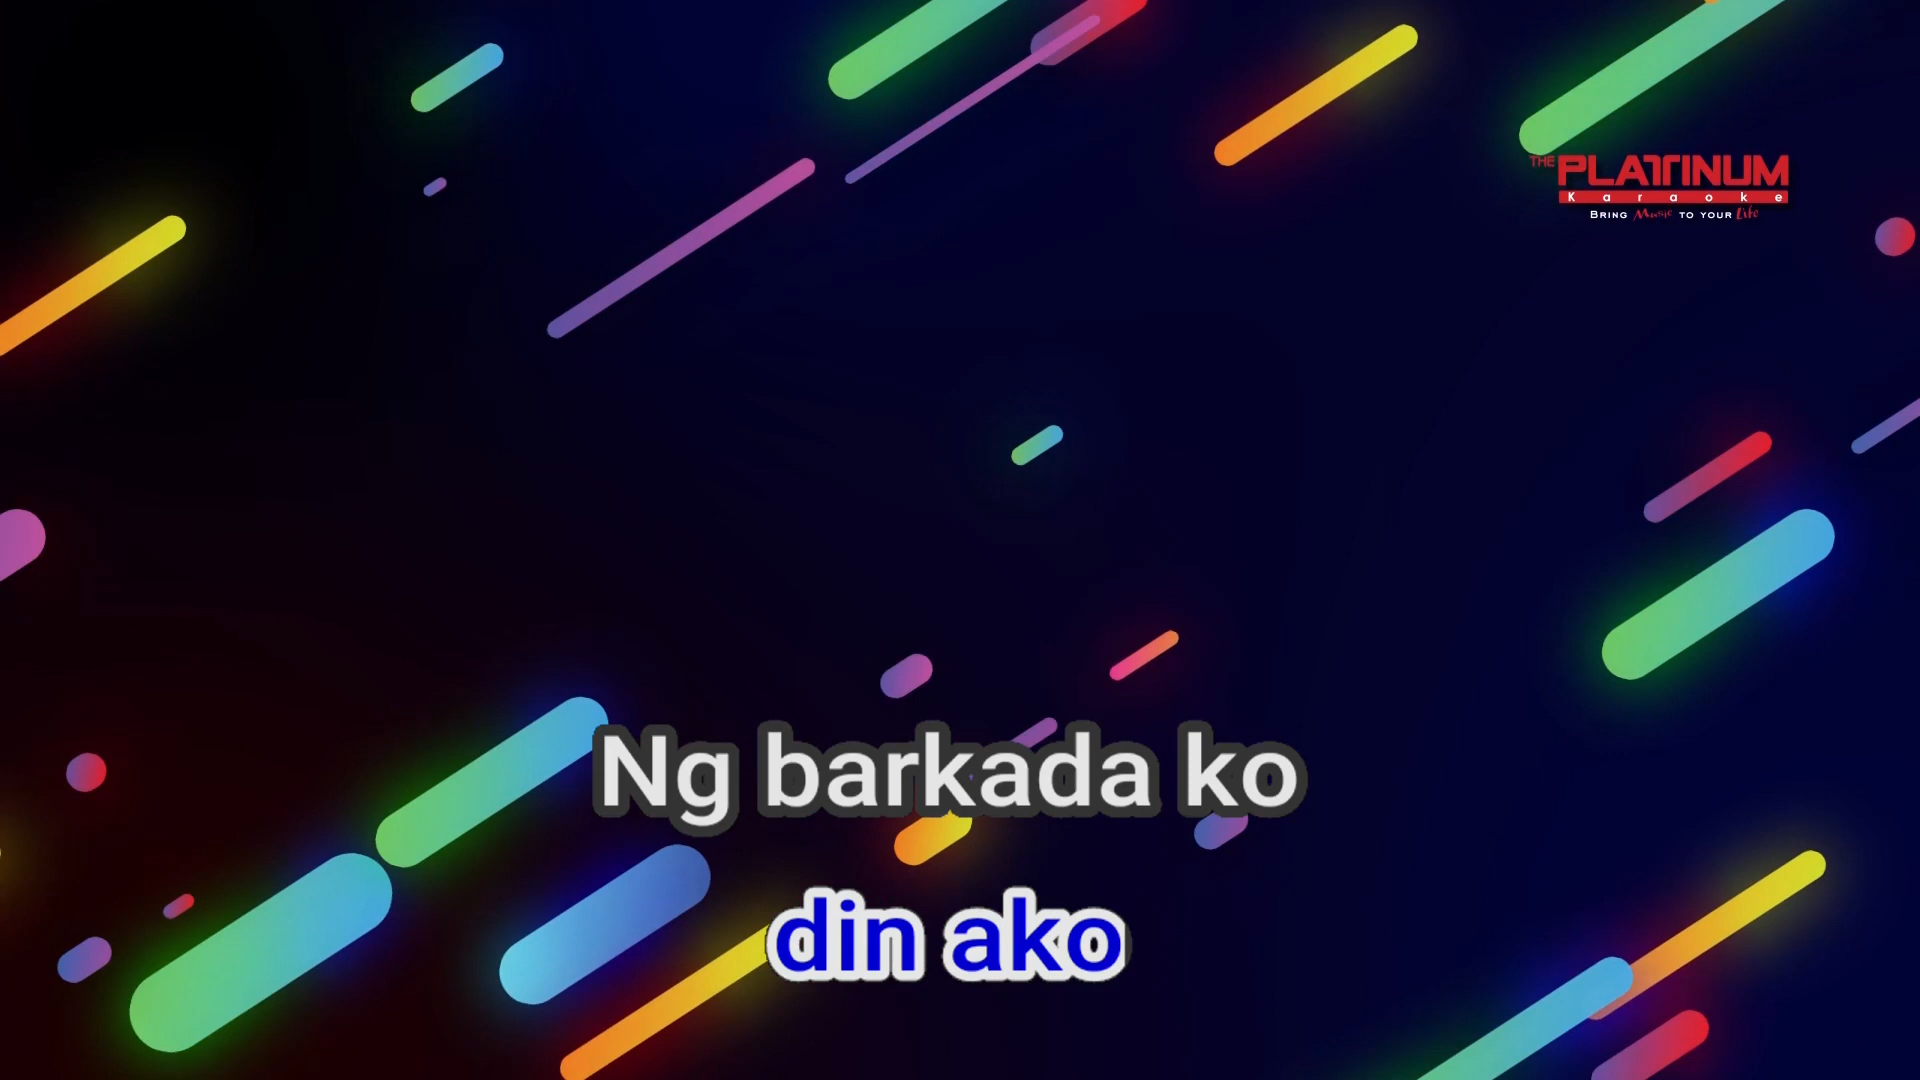 THE PLATINUM
Karaoke
BRING Music TO YOUR Life
Ng barkada ko
din ako